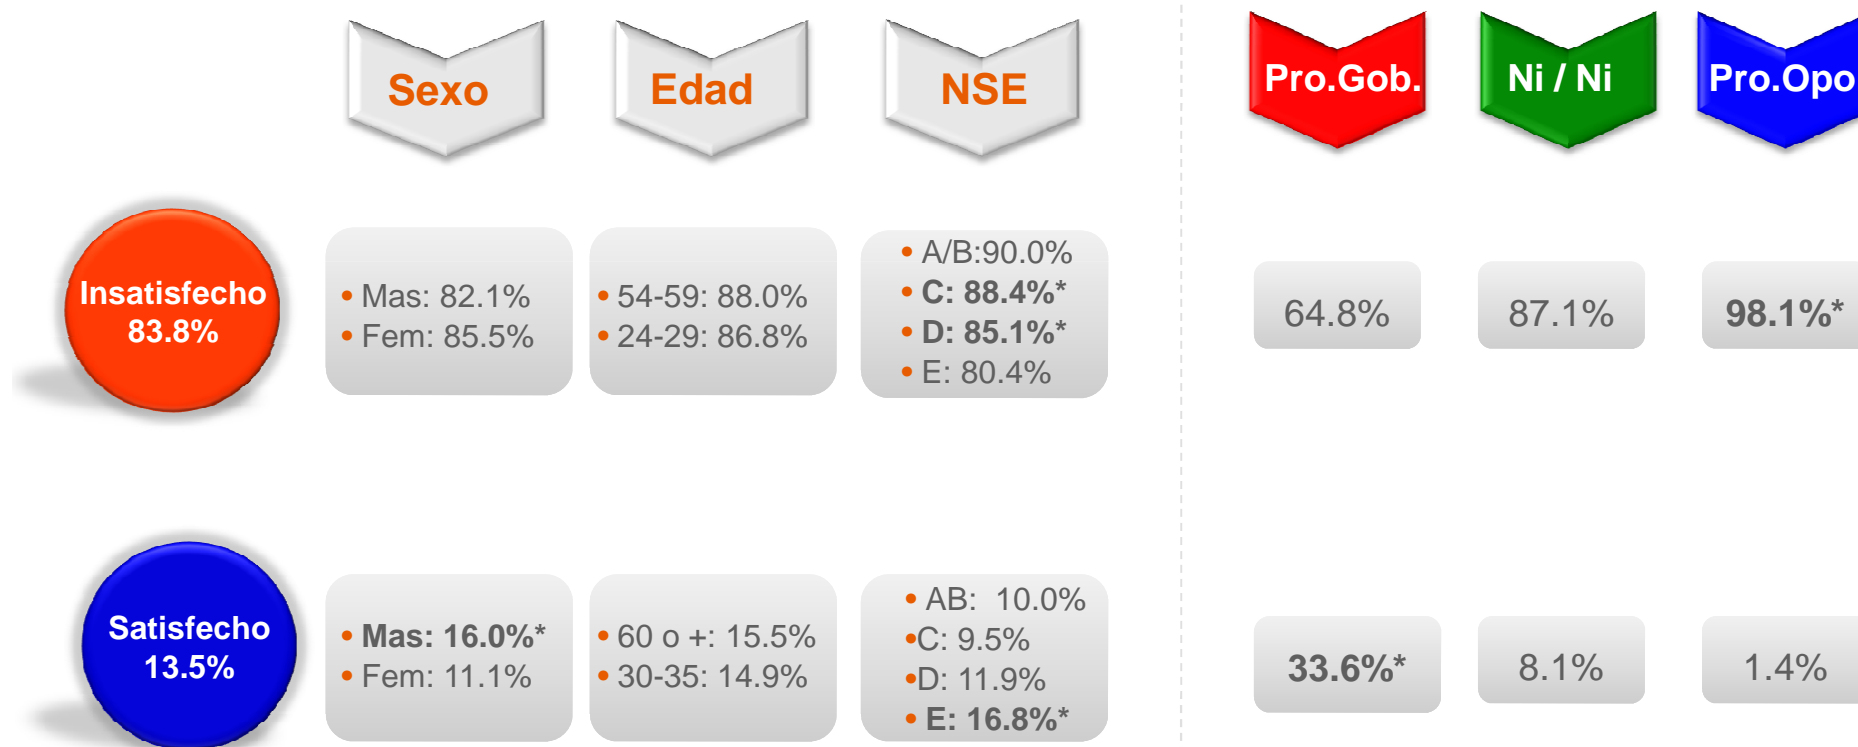 Sexo
Edad
NSE
Pro.Gob.
Ni / Ni
Pro.Opo
Insatisfecho
83.8%
• Mas: 82.1%
• Fem: 85.5%
• 54-59: 88.0%
• 24-29: 86.8%
• A/B:90.0%
• C: 88.4%*
• D: 85.1%*
• E: 80.4%
64.8%
87.1%
98.1%*
Satisfecho
13.5%
• Mas: 16.0%*
• Fem: 11.1%
• 60 o +: 15.5%
• 30-35: 14.9%
• AB: 10.0%
•C: 9.5%
•D: 11.9%
• E: 16.8%*
33.6%*
8.1%
1.4%